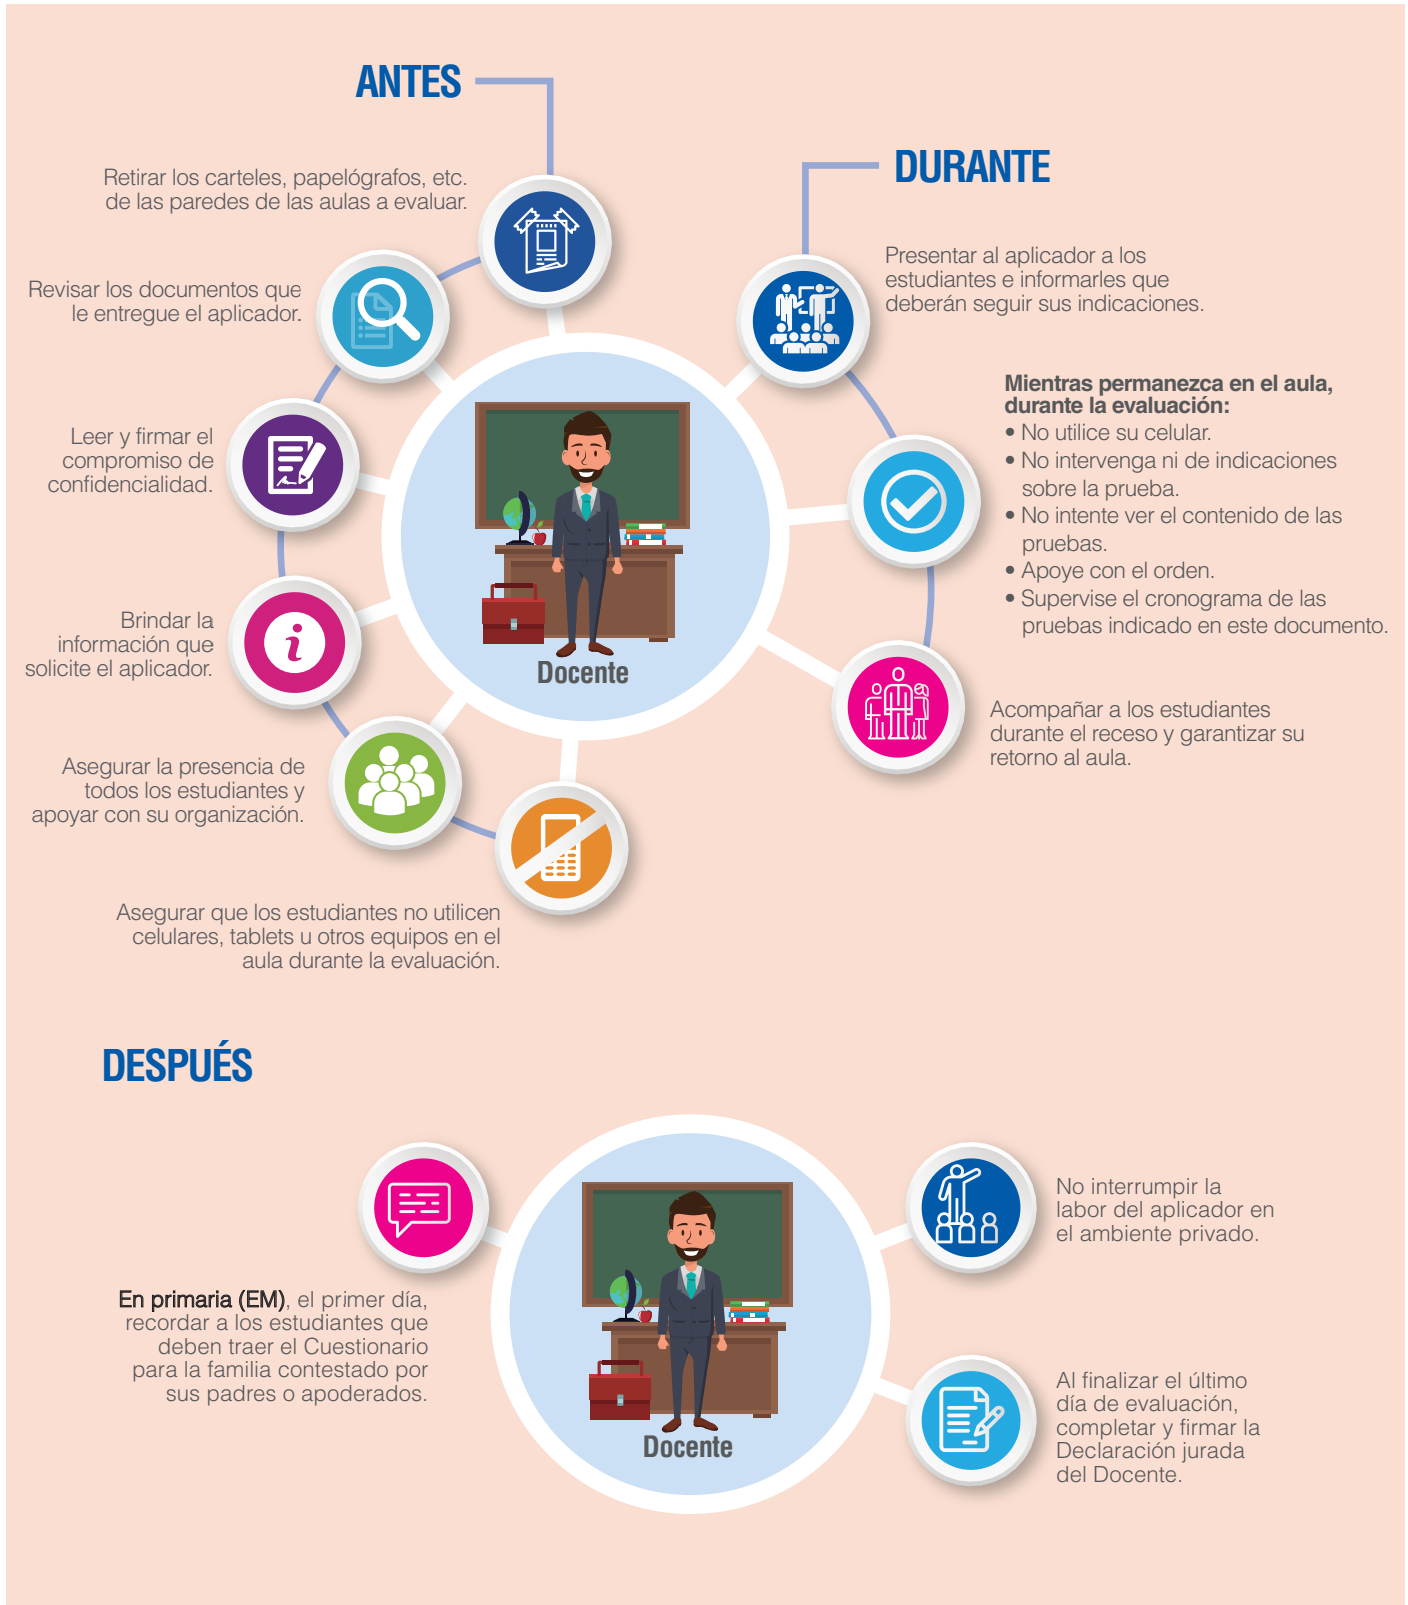 ANTES
Retirar los carteles, papelógrafos, etc.
de las paredes de las aulas a evaluar.
Revisar los documentos que
le entregue el aplicador.
Leer y firmar el
compromiso de
confidencialidad.
Brindar la
información que
solicite el aplicador.
Asegurar la presencia de
todos los estudiantes y
apoyar con su organización.
Asegurar que los estudiantes no utilicen
celulares, tablets u otros equipos en el
aula durante la evaluación.
i
Docente
DURANTE
Presentar al aplicador a los
estudiantes e informarles que
deberán seguir sus indicaciones.
Mientras permanezca en el aula,
durante la evaluación:
• No utilice su celular.
• No intervenga ni de indicaciones
sobre la prueba.
• No intente ver el contenido de las
pruebas.
• Apoye con el orden.
• Supervise el cronograma de las
pruebas indicado en este documento.
Acompañar a los estudiantes
durante el receso y garantizar su
retorno al aula.
DESPUÉS
En primaria (EM), el primer día,
recordar a los estudiantes que
deben traer el Cuestionario
para la familia contestado por
sus padres o apoderados.
Docente
No interrumpir la
labor del aplicador en
el ambiente privado.
Al finalizar el último
día de evaluación,
completar y firmar la
Declaración jurada
del Docente.